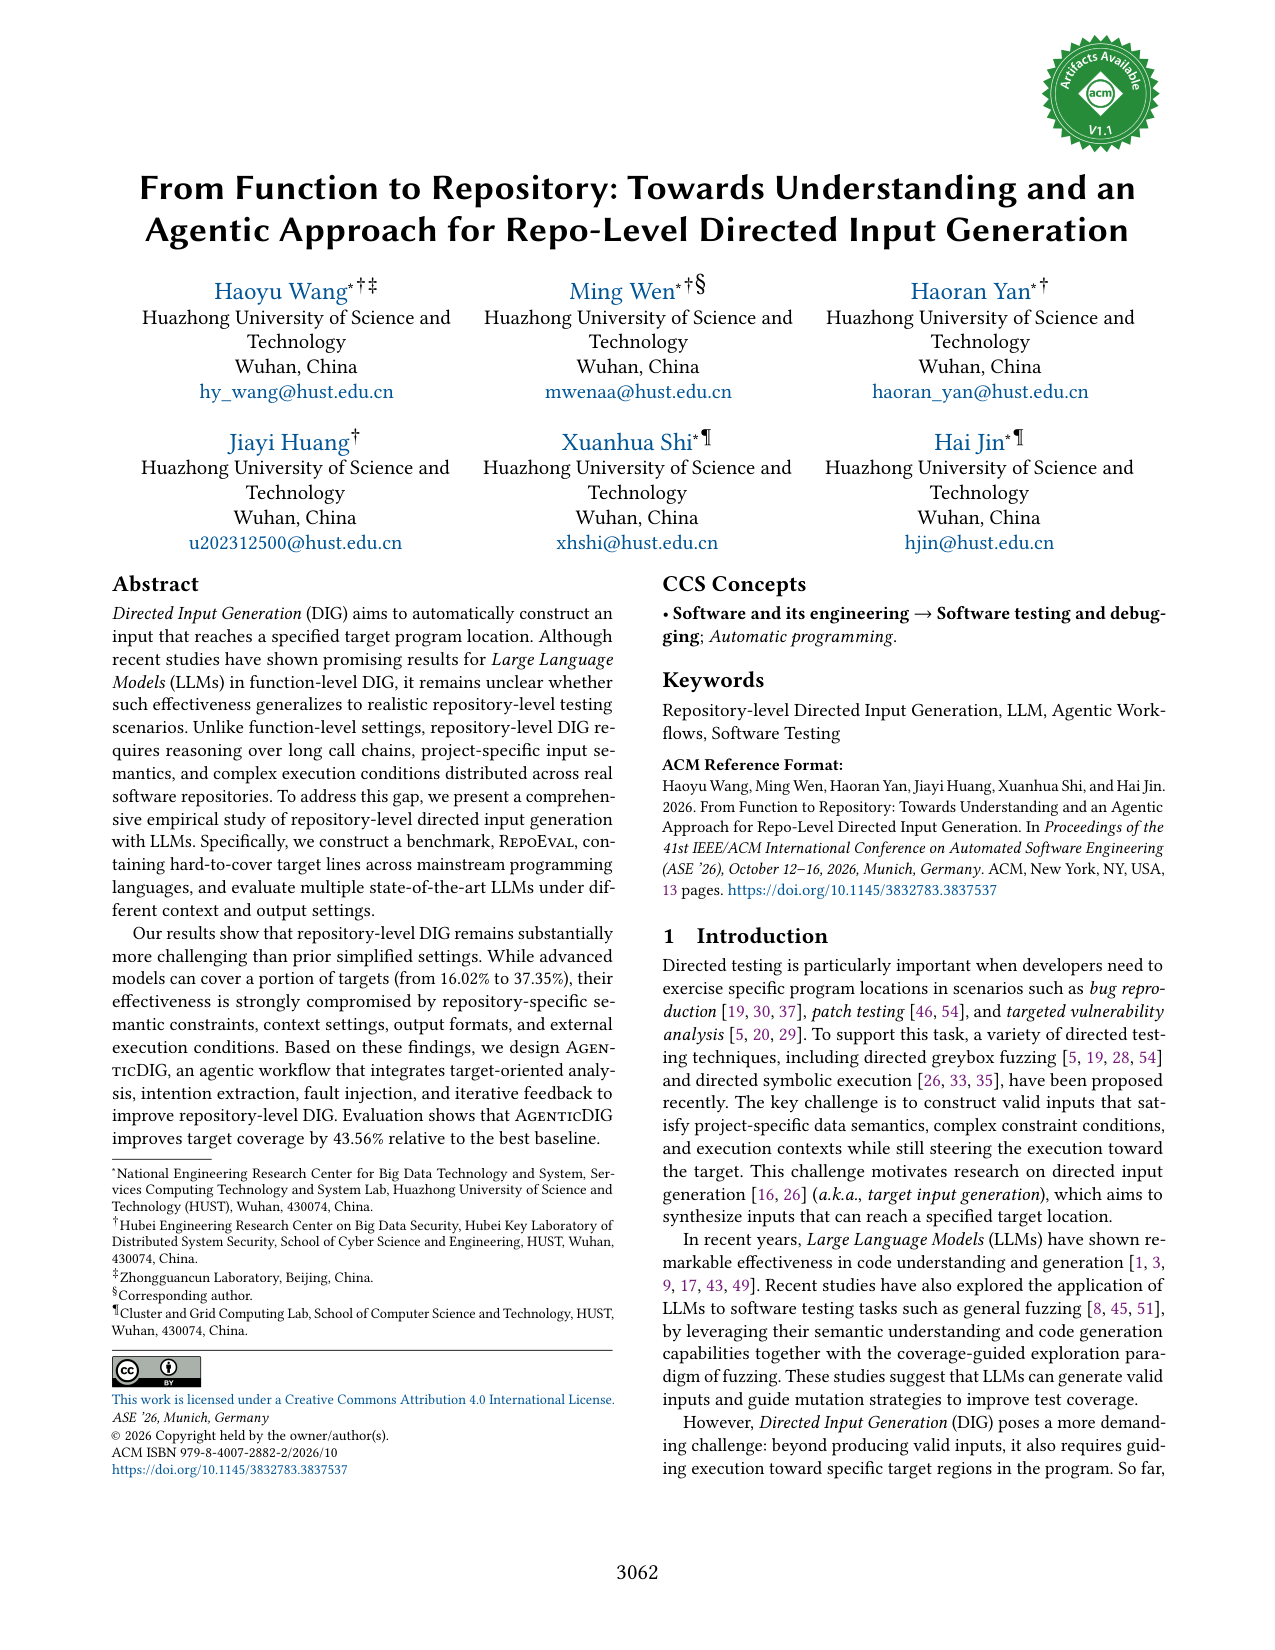 Artifacts Available
acm
V1.1
From Function to Repository: Towards Understanding and an
Agentic Approach for Repo-Level Directed Input Generation
Haoyu Wang*†‡
Huazhong University of Science and
Technology
Wuhan, China
hy_wang@hust.edu.cn
Ming Wen*†§
Huazhong University of Science and
Technology
Wuhan, China
mwenaa@hust.edu.cn
Haoran Yan*†
Huazhong University of Science and
Technology
Wuhan, China
haoran_yan@hust.edu.cn
Jiayi Huang†
Huazhong University of Science and
Technology
Wuhan, China
u202312500@hust.edu.cn
Xuanhua Shi*¶
Huazhong University of Science and
Technology
Wuhan, China
xhshi@hust.edu.cn
Hai Jin*¶
Huazhong University of Science and
Technology
Wuhan, China
hjin@hust.edu.cn
Abstract
Directed Input Generation (DIG) aims to automatically construct an
input that reaches a specified target program location. Although
recent studies have shown promising results for Large Language
Models (LLMs) in function-level DIG, it remains unclear whether
such effectiveness generalizes to realistic repository-level testing
scenarios. Unlike function-level settings, repository-level DIG re-
quires reasoning over long call chains, project-specific input se-
mantics, and complex execution conditions distributed across real
software repositories. To address this gap, we present a comprehen-
sive empirical study of repository-level directed input generation
with LLMs. Specifically, we construct a benchmark, RepoEval, con-
taining hard-to-cover target lines across mainstream programming
languages, and evaluate multiple state-of-the-art LLMs under dif-
ferent context and output settings.
Our results show that repository-level DIG remains substantially
more challenging than prior simplified settings. While advanced
models can cover a portion of targets (from 16.02% to 37.35%), their
effectiveness is strongly compromised by repository-specific se-
mantic constraints, context settings, output formats, and external
execution conditions. Based on these findings, we design Agen-
ticDIG, an agentic workflow that integrates target-oriented analy-
sis, intention extraction, fault injection, and iterative feedback to
improve repository-level DIG. Evaluation shows that AgenticDIG
improves target coverage by 43.56% relative to the best baseline.
*National Engineering Research Center for Big Data Technology and System, Ser-
vices Computing Technology and System Lab, Huazhong University of Science and
Technology (HUST), Wuhan, 430074, China.
†Hubei Engineering Research Center on Big Data Security, Hubei Key Laboratory of
Distributed System Security, School of Cyber Science and Engineering, HUST, Wuhan,
430074, China.
‡Zhongguancun Laboratory, Beijing, China.
§Corresponding author.
¶Cluster and Grid Computing Lab, School of Computer Science and Technology, HUST,
Wuhan, 430074, China.
cc BY
This work is licensed under a Creative Commons Attribution 4.0 International License.
ASE ’26, Munich, Germany
© 2026 Copyright held by the owner/author(s).
ACM ISBN 979-8-4007-2882-2/2026/10
https://doi.org/10.1145/3832783.3837537
CCS Concepts
• Software and its engineering → Software testing and debug-
ging; Automatic programming.
Keywords
Repository-level Directed Input Generation, LLM, Agentic Work-
flows, Software Testing
ACM Reference Format:
Haoyu Wang, Ming Wen, Haoran Yan, Jiayi Huang, Xuanhua Shi, and Hai Jin.
2026. From Function to Repository: Towards Understanding and an Agentic
Approach for Repo-Level Directed Input Generation. In Proceedings of the
41st IEEE/ACM International Conference on Automated Software Engineering
(ASE ’26), October 12–16, 2026, Munich, Germany. ACM, New York, NY, USA,
13 pages. https://doi.org/10.1145/3832783.3837537
1 Introduction
Directed testing is particularly important when developers need to
exercise specific program locations in scenarios such as bug repro-
duction [19, 30, 37], patch testing [46, 54], and targeted vulnerability
analysis [5, 20, 29]. To support this task, a variety of directed test-
ing techniques, including directed greybox fuzzing [5, 19, 28, 54]
and directed symbolic execution [26, 33, 35], have been proposed
recently. The key challenge is to construct valid inputs that sat-
isfy project-specific data semantics, complex constraint conditions,
and execution contexts while still steering the execution toward
the target. This challenge motivates research on directed input
generation [16, 26] (a.k.a., target input generation), which aims to
synthesize inputs that can reach a specified target location.
In recent years, Large Language Models (LLMs) have shown re-
markable effectiveness in code understanding and generation [1, 3,
9, 17, 43, 49]. Recent studies have also explored the application of
LLMs to software testing tasks such as general fuzzing [8, 45, 51],
by leveraging their semantic understanding and code generation
capabilities together with the coverage-guided exploration para-
digm of fuzzing. These studies suggest that LLMs can generate valid
inputs and guide mutation strategies to improve test coverage.
However, Directed Input Generation (DIG) poses a more demand-
ing challenge: beyond producing valid inputs, it also requires guid-
ing execution toward specific target regions in the program. So far,
3062